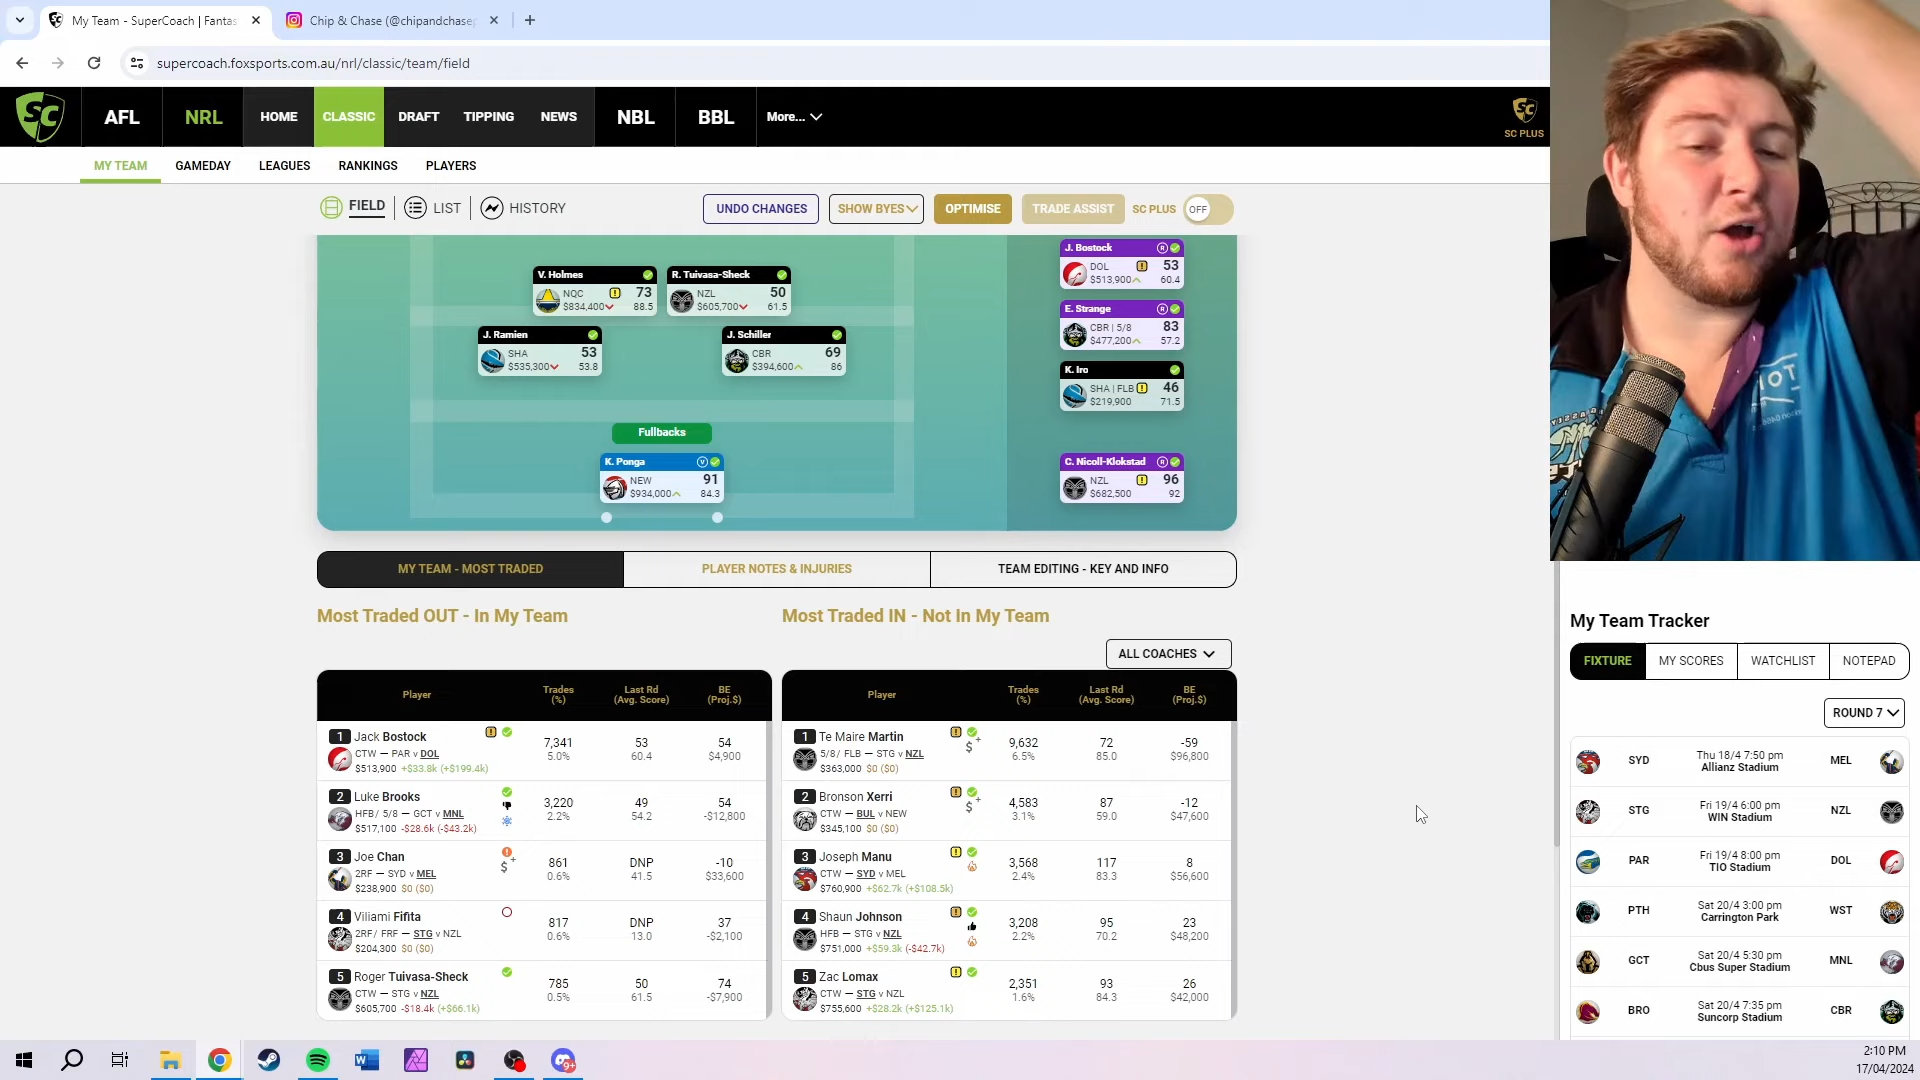 My Team - SuperCoach | Fantas
Chip & Chase (@chipandchasep
supercoach.foxsports.com.au/nrl/classic/team/field
SC
AFL
NRL
HOME
CLASSIC
DRAFT
TIPPING
NEWS
NBL
BBL
More...
SC PLUS
MY TEAM
GAMEDAY
LEAGUES
RANKINGS
PLAYERS
FIELD
LIST
HISTORY
UNDO CHANGES
SHOW BYES
OPTIMISE
TRADE ASSIST
SC PLUS
OFF
J. Bostock R
DOL 53
$513,900 60.4
V. Holmes
NQC 73
$834,400 88.5
R. Tuivasa-Sheck
NZL 50
$605,700 61.5
E. Strange R
CBR | 5/8 83
$477,200 57.2
J. Ramien
SHA 53
$535,300 53.8
J. Schiller
CBR 69
$394,600 86
K. Iro
SHA | FLB 46
$219,900 71.5
Fullbacks
K. Ponga V
NEW 91
$934,000 84.3
C. Nicoll-Klokstad R
NZL 96
$682,500 92
MY TEAM - MOST TRADED
PLAYER NOTES & INJURIES
TEAM EDITING - KEY AND INFO
Most Traded OUT - In My Team
Most Traded IN - Not In My Team
ALL COACHES
Player
Trades
(%)
Last Rd
(Avg. Score)
BE
(Proj.$)
1 Jack Bostock
CTW — PAR v DOL
$513,900 +$33.8k (+$199.4k)
7,341
5.0%
53
60.4
54
$4,900
2 Luke Brooks
HFB/ 5/8 — GCT v MNL
$517,100 -$28.6k (-$43.2k)
3,220
2.2%
49
54.2
54
-$12,800
3 Joe Chan
2RF — SYD v MEL
$238,900 $0 ($0)
861
0.6%
DNP
41.5
-10
$33,600
4 Viliami Fifita
2RF/ FRF — STG v NZL
$204,300 $0 ($0)
817
0.6%
DNP
13.0
37
-$2,100
5 Roger Tuivasa-Sheck
CTW — STG v NZL
$605,700 -$18.4k (+$66.1k)
785
0.5%
50
61.5
74
-$7,900
Player
Trades
(%)
Last Rd
(Avg. Score)
BE
(Proj.$)
1 Te Maire Martin
5/8/ FLB — STG v NZL
$363,000 $0 ($0)
9,632
6.5%
72
85.0
-59
$96,800
2 Bronson Xerri
CTW — BUL v NEW
$345,100 $0 ($0)
4,583
3.1%
87
59.0
-12
$47,600
3 Joseph Manu
CTW — SYD v MEL
$760,900 +$62.7k (+$108.5k)
3,568
2.4%
117
83.3
8
$56,600
4 Shaun Johnson
HFB — STG v NZL
$751,000 +$59.3k (-$42.7k)
3,208
2.2%
95
70.2
23
$48,200
5 Zac Lomax
CTW — STG v NZL
$755,600 +$28.2k (+$125.1k)
2,351
1.6%
93
84.3
26
$42,000
My Team Tracker
FIXTURE
MY SCORES
WATCHLIST
NOTEPAD
ROUND 7
SYD Thu 18/4 7:50 pm MEL
Allianz Stadium
STG Fri 19/4 6:00 pm NZL
WIN Stadium
PAR Fri 19/4 8:00 pm DOL
TIO Stadium
PTH Sat 20/4 3:00 pm WST
Carrington Park
GCT Sat 20/4 5:30 pm MNL
Cbus Super Stadium
BRO Sat 20/4 7:35 pm CBR
Suncorp Stadium
9+
2:10 PM
17/04/2024